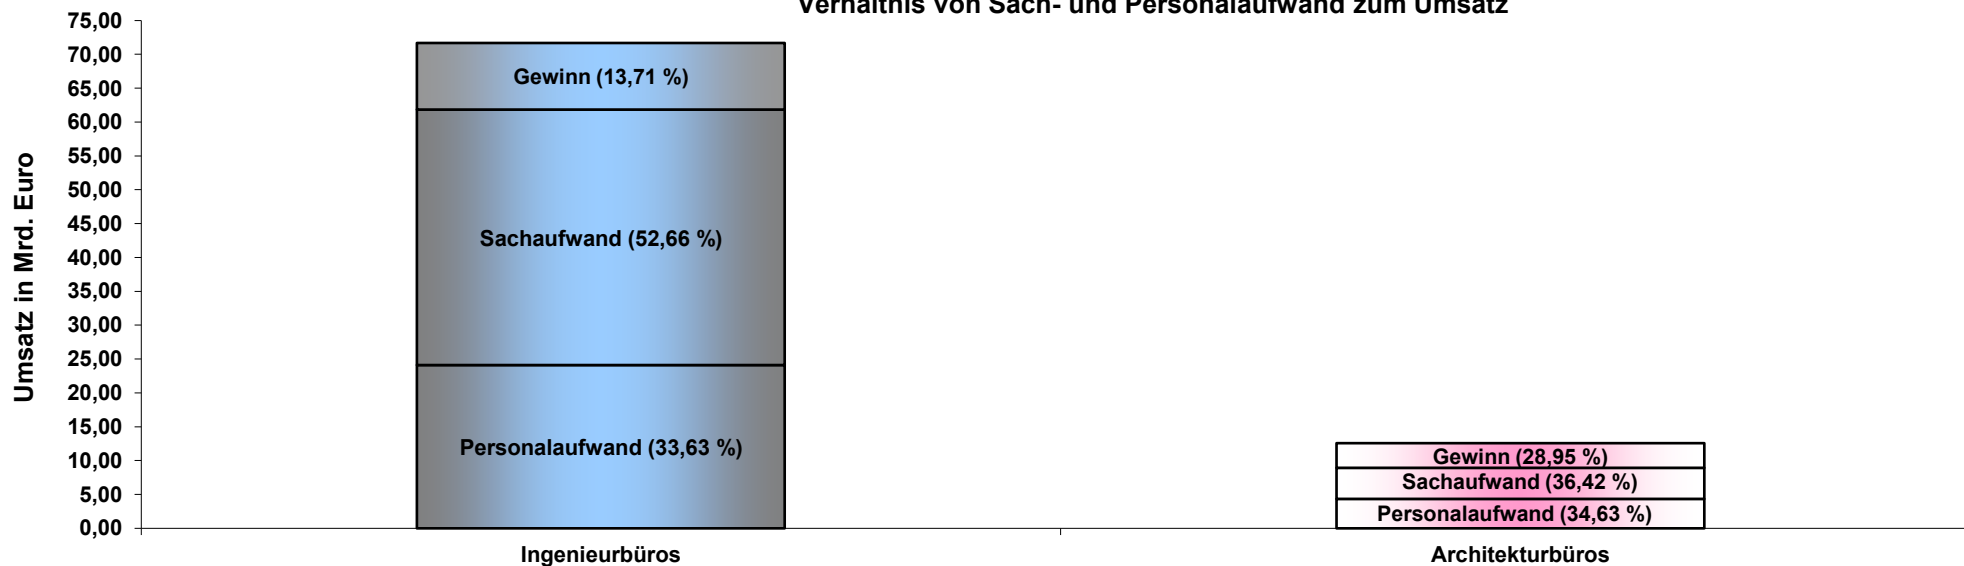 Verhältnis von Sach- und Personalaufwand zum Umsatz
Umsatz in Mrd. Euro
75,00
70,00
65,00
60,00
55,00
50,00
45,00
40,00
35,00
30,00
25,00
20,00
15,00
10,00
5,00
0,00
Gewinn (13,71 %)
Sachaufwand (52,66 %)
Personalaufwand (33,63 %)
Gewinn (28,95 %)
Sachaufwand (36,42 %)
Personalaufwand (34,63 %)
Ingenieurbüros
Architekturbüros